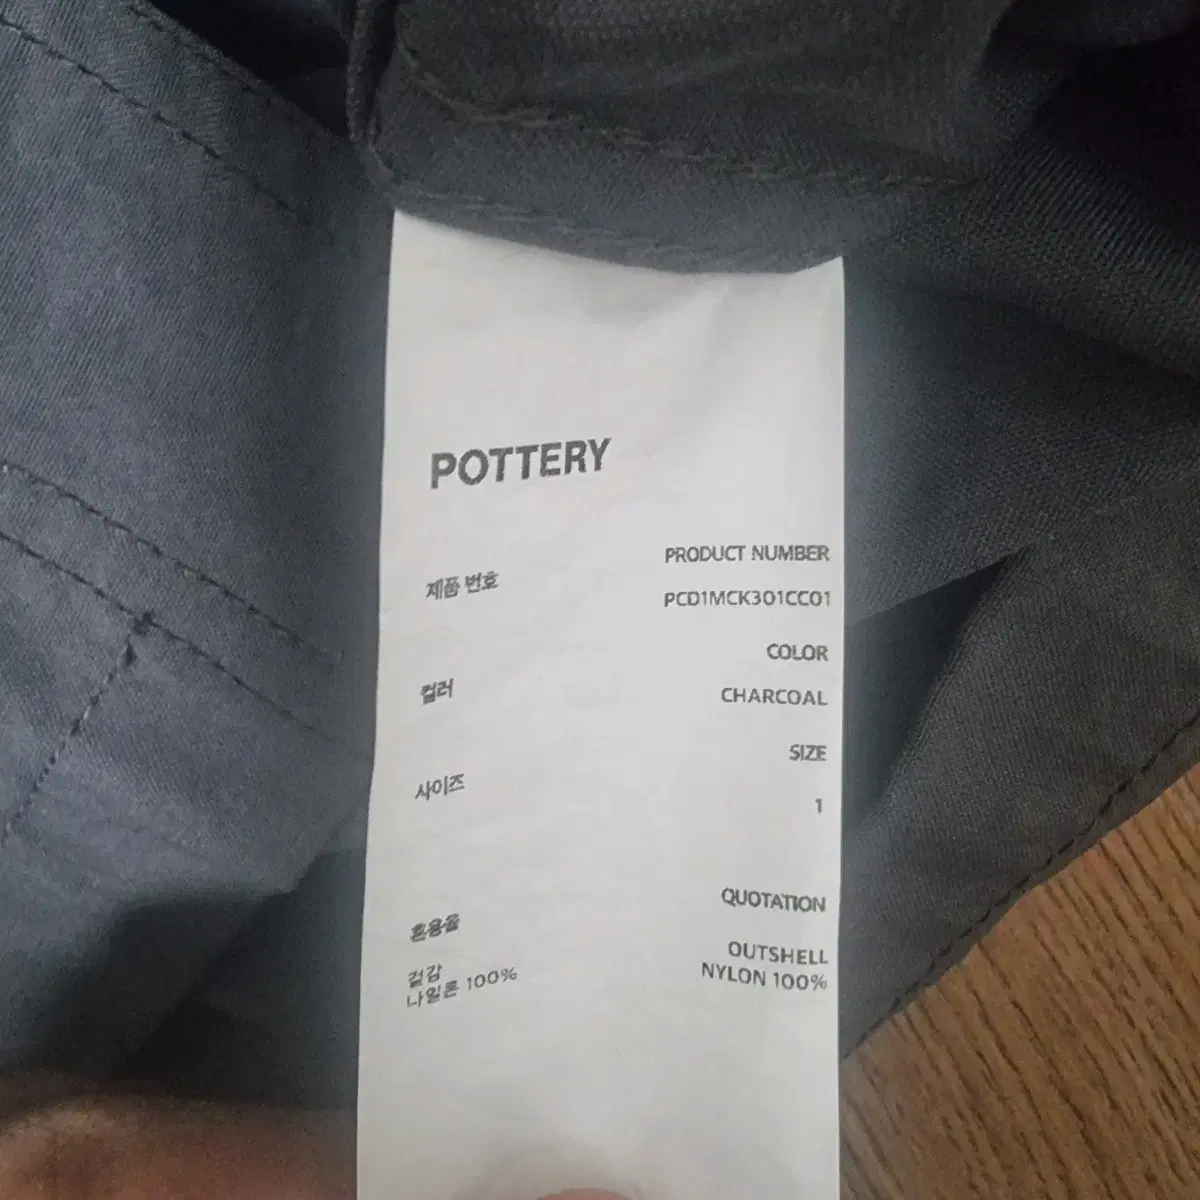 POTTERY
제품 번호
PRODUCT NUMBER
PCD1MCK301CC01
컬러
COLOR
CHARCOAL
사이즈
SIZE
1
혼용율
QUOTATION
겉감
나일론 100%
OUTSHELL
NYLON 100%